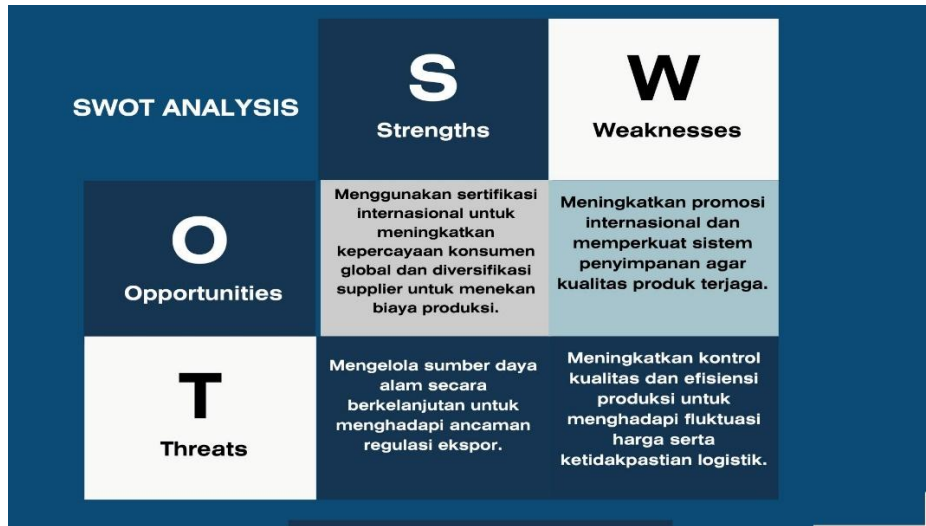 SWOT ANALYSIS
S
Strengths
W
Weaknesses
O
Opportunities
Menggunakan sertifikasi
internasional untuk
meningkatkan
kepercayaan konsumen
global dan diversifikasi
supplier untuk menekan
biaya produksi.
Meningkatkan promosi
internasional dan
memperkuat sistem
penyimpanan agar
kualitas produk terjaga.
T
Threats
Mengelola sumber daya
alam secara
berkelanjutan untuk
menghadapi ancaman
regulasi ekspor.
Meningkatkan kontrol
kualitas dan efisiensi
produksi untuk
menghadapi fluktuasi
harga serta
ketidakpastian logistik.